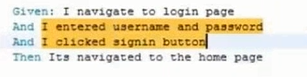 Given: I navigate to login page
And I entered username and password
And I clicked signin button
Then Its navigated to the home page